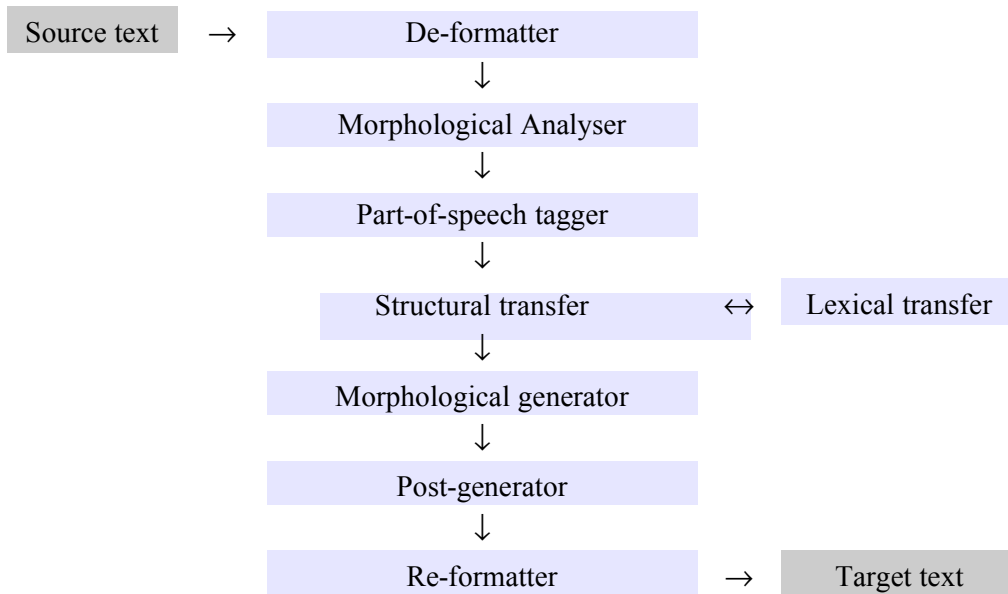 Source text → De-formatter
↓
Morphological Analyser
↓
Part-of-speech tagger
↓
Structural transfer ↔ Lexical transfer
↓
Morphological generator
↓
Post-generator
↓
Re-formatter → Target text